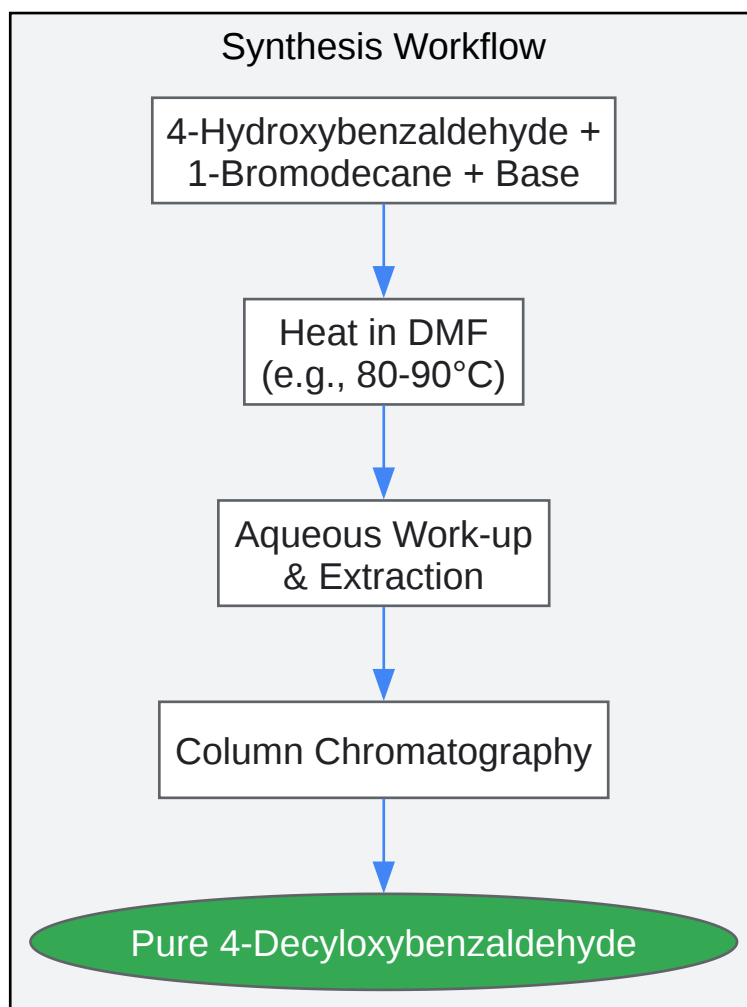 Synthesis Workflow
4-Hydroxybenzaldehyde +
1-Bromodecane + Base
Heat in DMF
(e.g., 80-90°C)
Aqueous Work-up
& Extraction
Column Chromatography
Pure 4-Decyloxybenzaldehyde